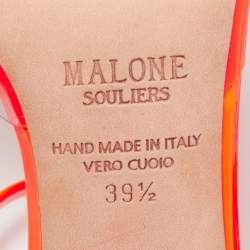 MALONE
SOULIERS
HAND MADE IN ITALY
VERO CUOIO
39½